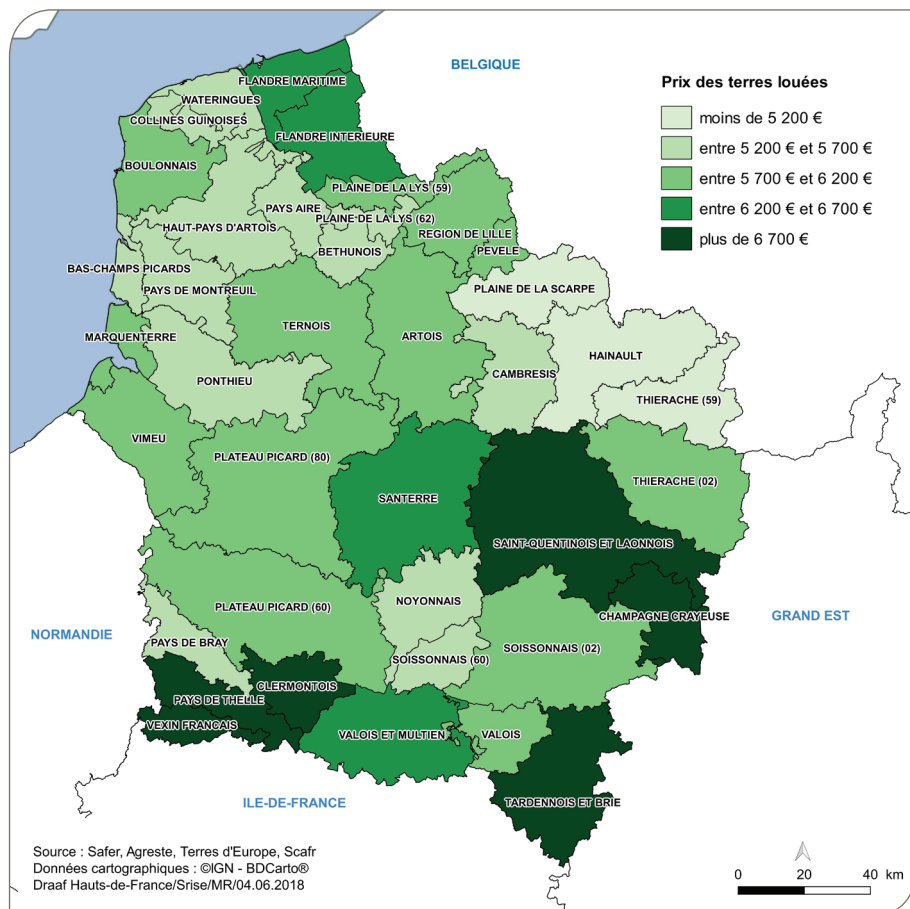 BELGIQUE
FLANDRE MARITIME
WATERINGUES
COLLINES GUINOISES
FLANDRE INTERIEURE
BOULONNAIS
PLAINE DE LA LYS (59)
PAYS AIRE
PLAINE DE LA LYS (62)
HAUT-PAYS D'ARTOIS
REGION DE LILLE
BETHUNOIS
PEVELE
BAS-CHAMPS PICARDS
PAYS DE MONTREUIL
PLAINE DE LA SCARPE
TERNOIS
MARQUENTERRE
ARTOIS
HAINAULT
CAMBRESIS
PONTHIEU
THIERACHE (59)
VIMEU
PLATEAU PICARD (80)
THIERACHE (02)
SANTERRE
SAINT-QUENTINOIS ET LAONNOIS
NOYONNAIS
PLATEAU PICARD (60)
CHAMPAGNE CRAYEUSE
GRAND EST
NORMANDIE
PAYS DE BRAY
SOISSONNAIS (02)
SOISSONNAIS (60)
CLERMONTOIS
PAYS DE THELLE
VEXIN FRANCAIS
VALOIS ET MULTIEN
VALOIS
ILE-DE-FRANCE
TARDENNOIS ET BRIE
Prix des terres louées
moins de 5 200 €
entre 5 200 € et 5 700 €
entre 5 700 € et 6 200 €
entre 6 200 € et 6 700 €
plus de 6 700 €
Source : Safer, Agreste, Terres d'Europe, Scafr
Données cartographiques : ©IGN - BDCarto®
Draaf Hauts-de-France/Srise/MR/04.06.2018
0 20 40 km